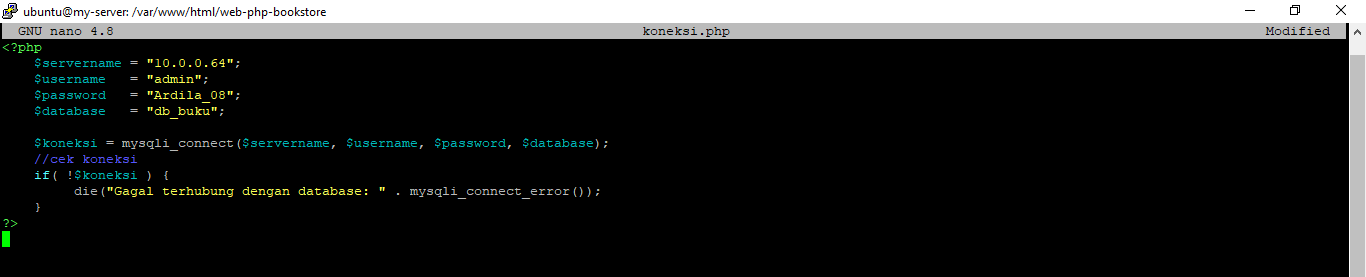 ubuntu@my-server: /var/www/html/web-php-bookstore
GNU nano 4.8 koneksi.php Modified
<?php
    $servername = "10.0.0.64";
    $username   = "admin";
    $password   = "Ardila_08";
    $database   = "db_buku";

    $koneksi = mysqli_connect($servername, $username, $password, $database);
    //cek koneksi
    if( !$koneksi ) {
         die("Gagal terhubung dengan database: " . mysqli_connect_error());
    }
?>